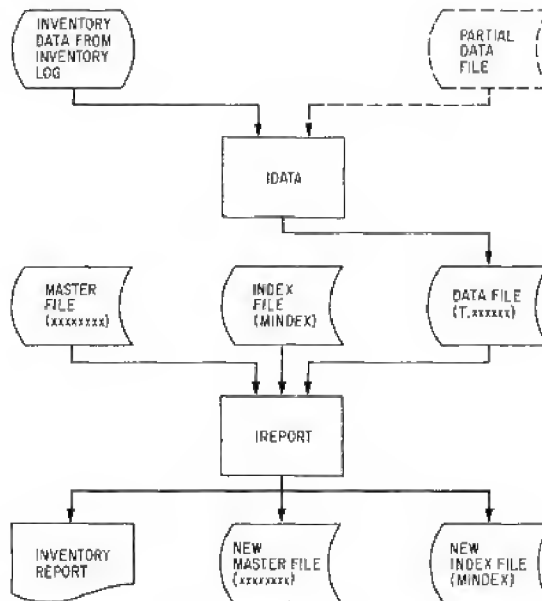 INVENTORY
DATA FROM
INVENTORY
LOG
PARTIAL
DATA
FILE
IDATA
MASTER
FILE
(xxxxxxxx)
INDEX
FILE
(MINDEX)
DATA FILE
(T.xxxxxx)
IREPORT
INVENTORY
REPORT
NEW
MASTER FILE
(xxxxxxxx)
NEW
INDEX FILE
(MINDEX)